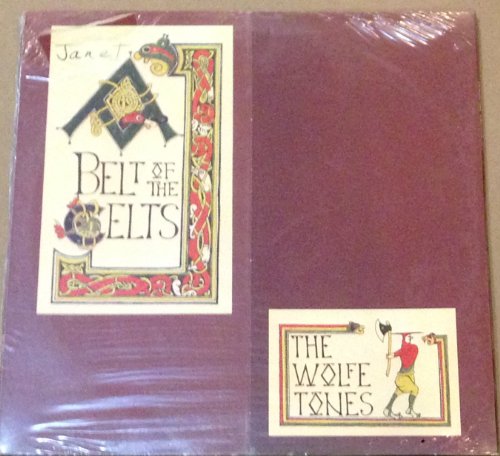 Janet
A
BELT OF THE
CELTS
THE
WOLFE
TONES